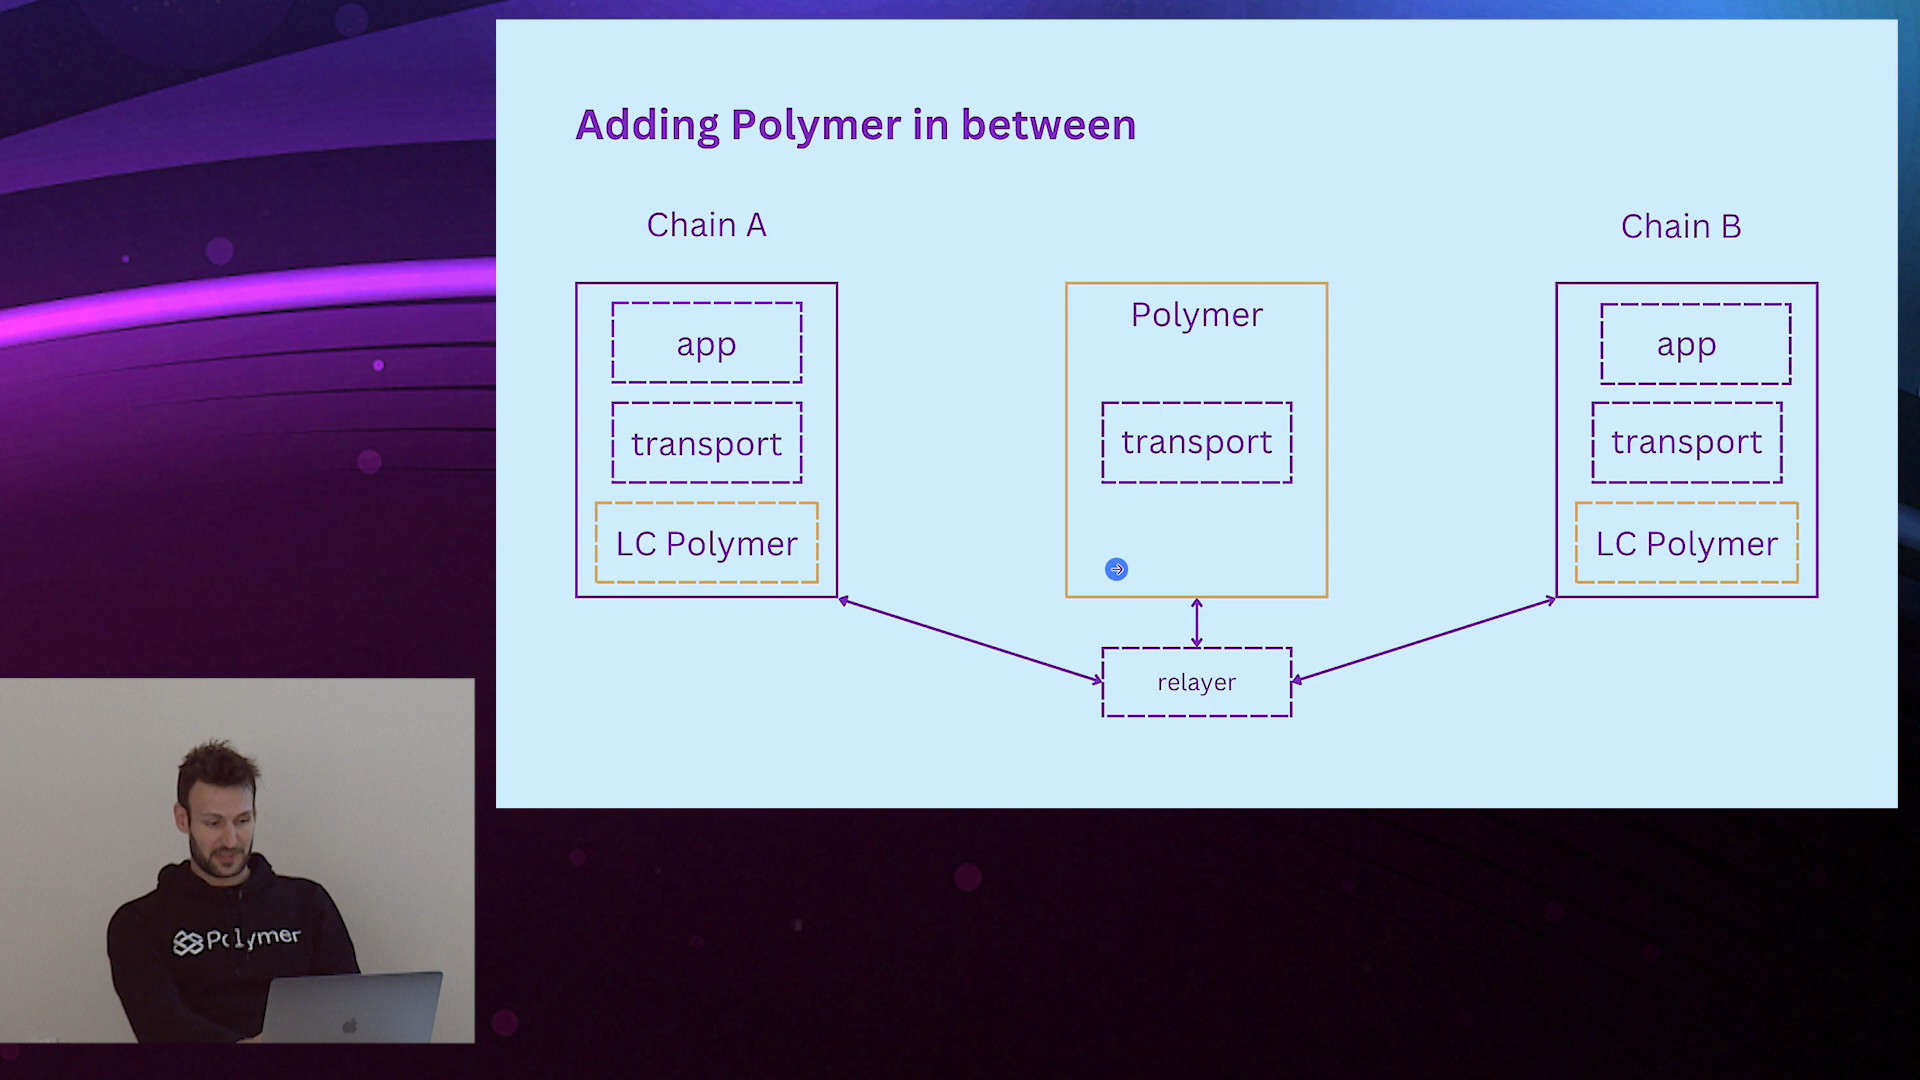 Adding Polymer in between
Chain A
Chain B
app
transport
LC Polymer
Polymer
transport
app
transport
LC Polymer
relayer
Polymer